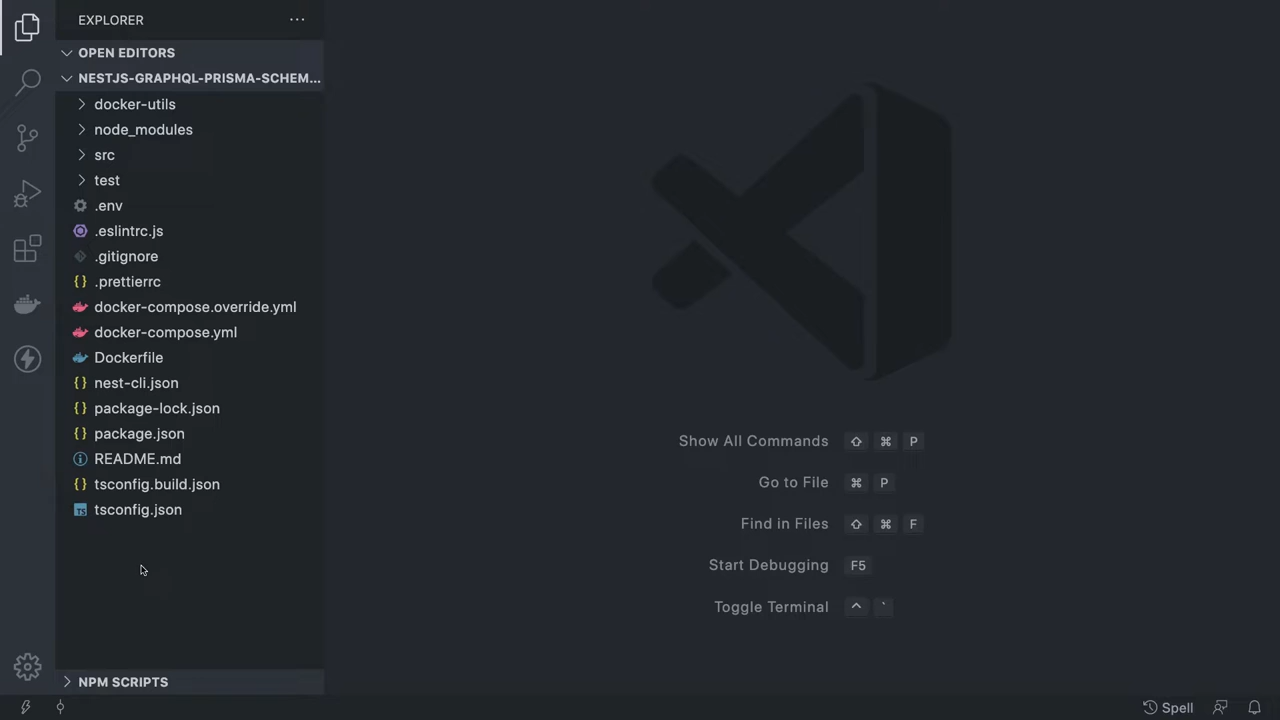 EXPLORER
OPEN EDITORS
NESTJS-GRAPHQL-PRISMA-SCHEM...
docker-utils
node_modules
src
test
.env
.eslintrc.js
.gitignore
{} .prettierrc
docker-compose.override.yml
docker-compose.yml
Dockerfile
{} nest-cli.json
{} package-lock.json
{} package.json
README.md
{} tsconfig.build.json
TS tsconfig.json
NPM SCRIPTS
Show All Commands ⇧ ⌘ P
Go to File ⌘ P
Find in Files ⇧ ⌘ F
Start Debugging F5
Toggle Terminal ^ `
Spell